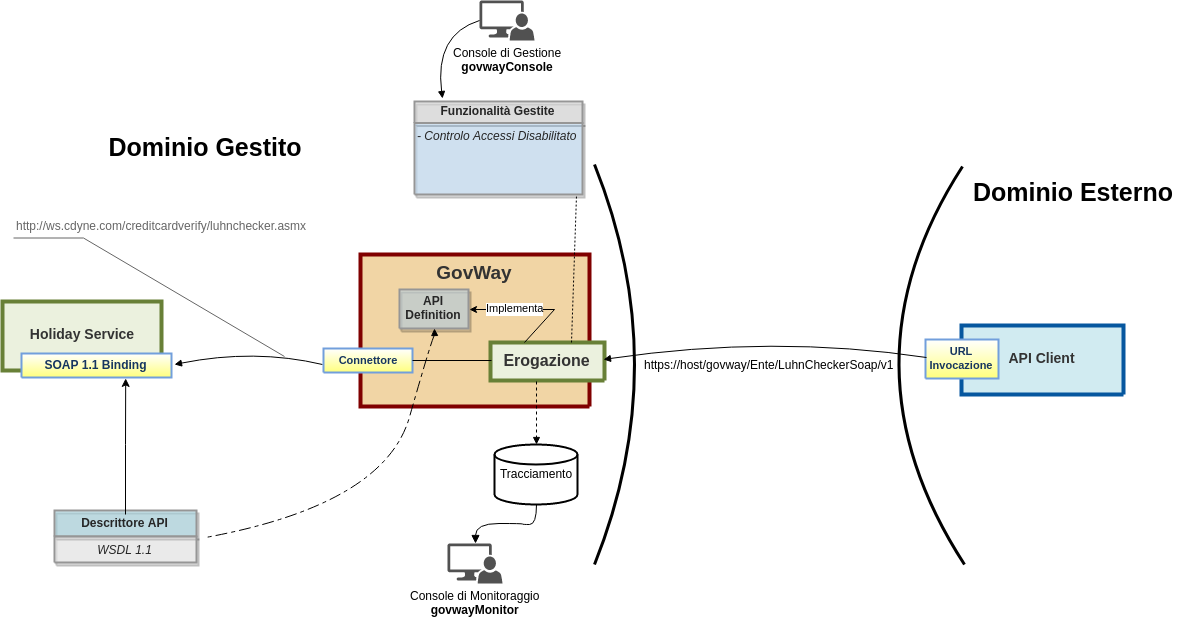 Console di Gestione
govwayConsole
Funzionalità Gestite
- Controlo Accessi Disabilitato
Dominio Gestito
Dominio Esterno
http://ws.cdyne.com/creditcardverify/luhnchecker.asmx
GovWay
API
Definition
Implementa
Holiday Service
SOAP 1.1 Binding
Connettore
Erogazione
https://host/govway/Ente/LuhnCheckerSoap/v1
URL
Invocazione
API Client
Tracciamento
Descrittore API
WSDL 1.1
Console di Monitoraggio
govwayMonitor